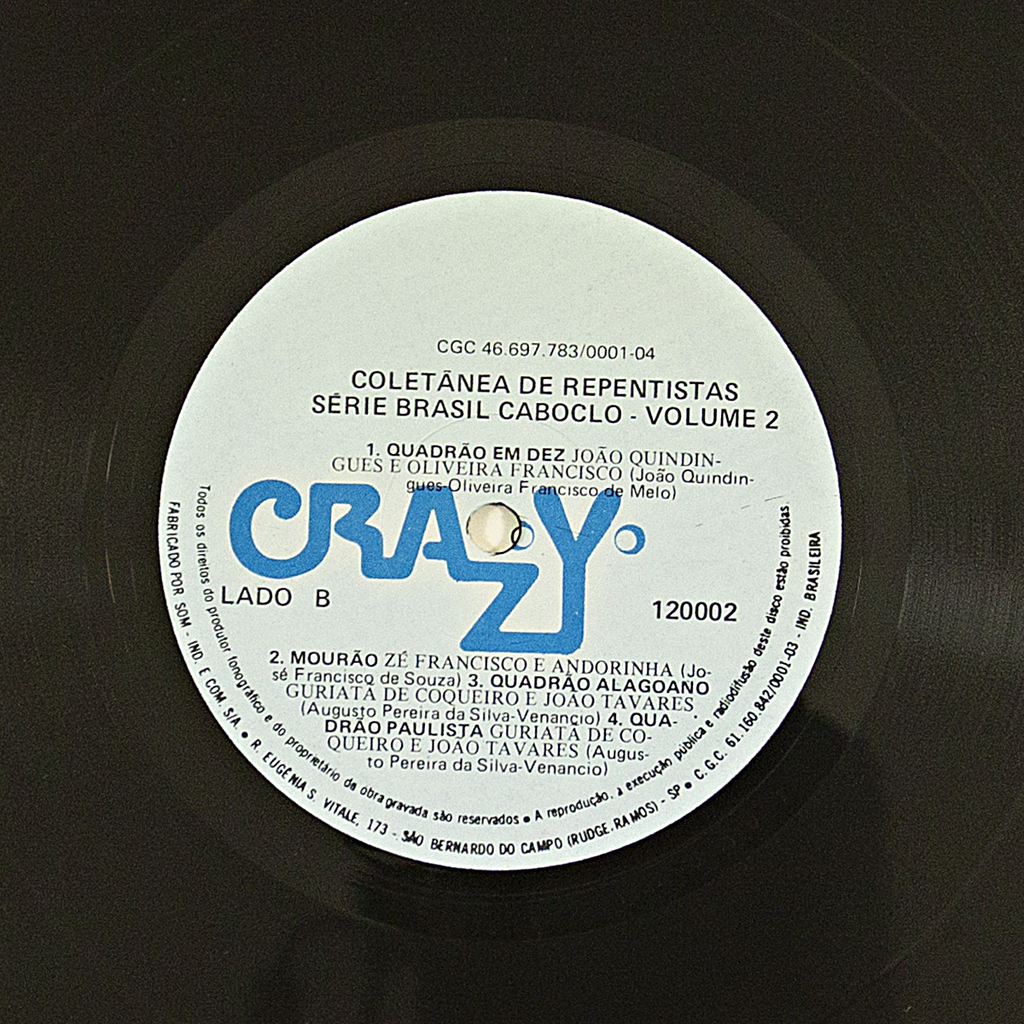 CGC 46.697.783/0001-04
COLETÂNEA DE REPENTISTAS
SÉRIE BRASIL CABOCLO - VOLUME 2
1. QUADRÃO EM DEZ JOÃO QUINDIN-
GUES E OLIVEIRA FRANCISCO (João Quindin-
gues-Oliveira Francisco de Melo)
CRAZY
LADO B
120002
2. MOURÃO ZÉ FRANCISCO E ANDORINHA (Jo-
sé Francisco de Souza) 3. QUADRÃO ALAGOANO
GURIATÃ DE COQUEIRO E JOÃO TAVARES
(Augusto Pereira da Silva-Venancio) 4. QUA-
DRÃO PAULISTA GURIATÃ DE CO-
QUEIRO E JOÃO TAVARES (Augus-
to Pereira da Silva-Venancio)
Todos os direitos do produtor fonográfico e do proprietário da obra gravada são reservados • A reprodução, a execução pública e radiodifusão deste disco estão proibidas.
FABRICADO POR SOM - IND. E COM. S/A. • R. EUGÊNIA S. VITALE, 173 - SÃO BERNARDO DO CAMPO (RUDGE RAMOS) - SP • C.G.C. 61.160.842/0001-03 - IND. BRASILEIRA